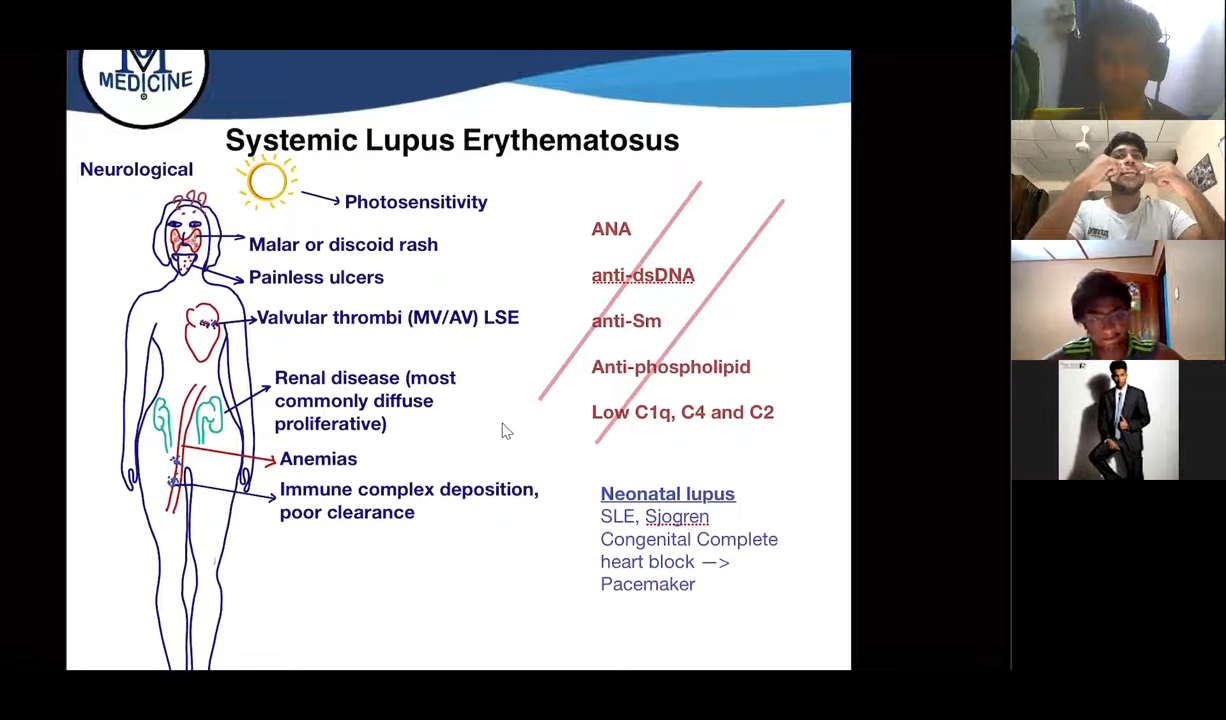 M
MEDICINE
Systemic Lupus Erythematosus
Neurological
Photosensitivity
Malar or discoid rash
Painless ulcers
Valvular thrombi (MV/AV) LSE
Renal disease (most
commonly diffuse
proliferative)
Anemias
Immune complex deposition,
poor clearance
ANA
anti-dsDNA
anti-Sm
Anti-phospholipid
Low C1q, C4 and C2
Neonatal lupus
SLE, Sjogren
Congenital Complete
heart block —>
Pacemaker